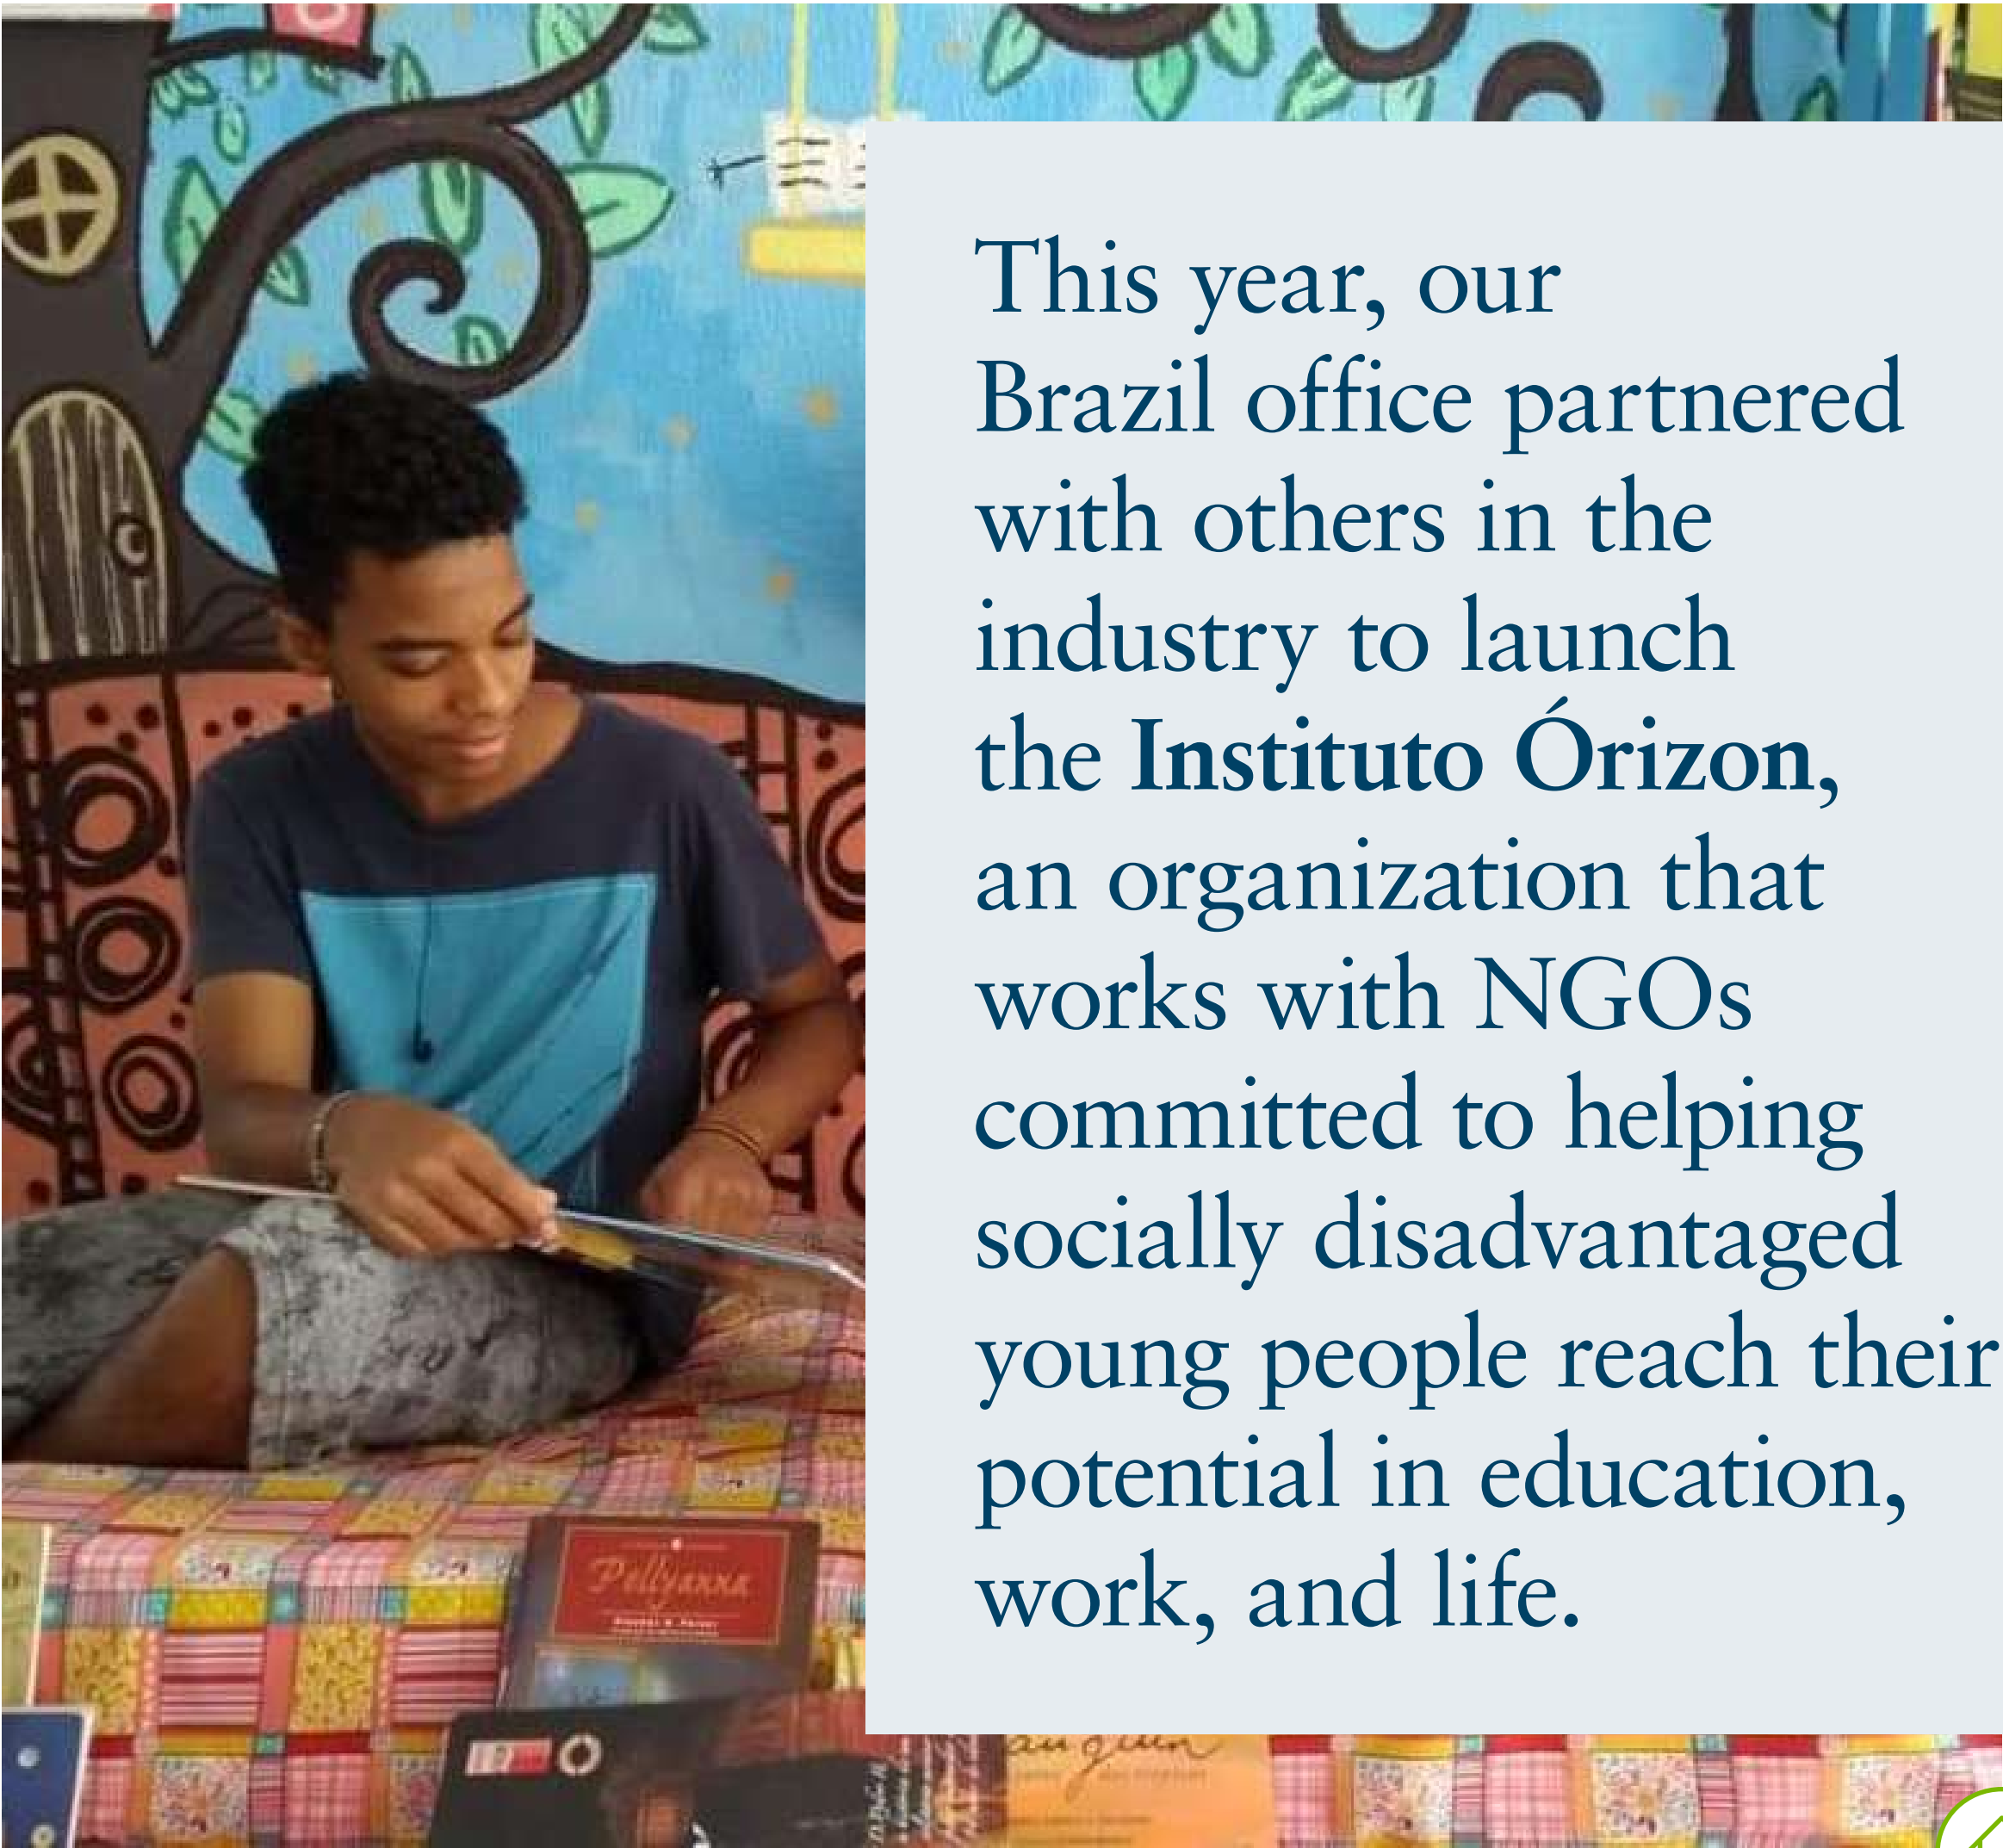 This year, our
Brazil office partnered
with others in the
industry to launch
the Instituto Órizon,
an organization that
works with NGOs
committed to helping
socially disadvantaged
young people reach their
potential in education,
work, and life.
Pollyanna